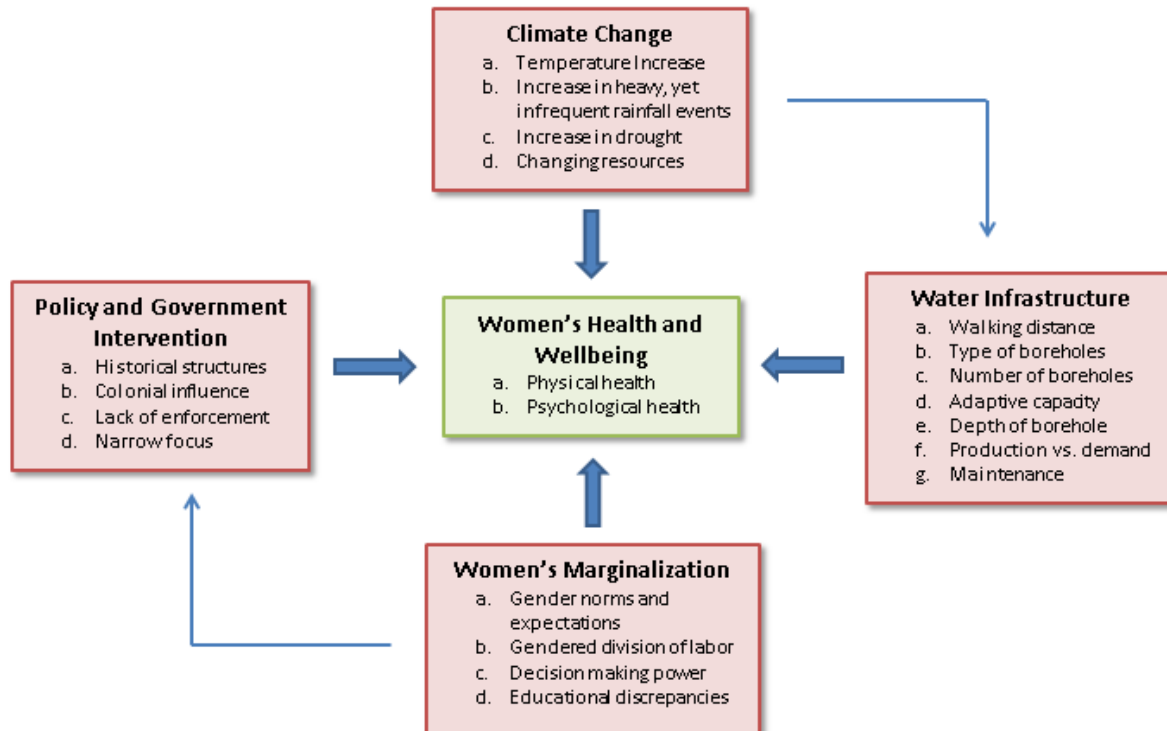 Climate Change
a. Temperature Increase
b. Increase in heavy, yet
infrequent rainfall events
c. Increase in drought
d. Changing resources
Policy and Government
Intervention
a. Historical structures
b. Colonial influence
c. Lack of enforcement
d. Narrow focus
Women's Health and
Wellbeing
a. Physical health
b. Psychological health
Water Infrastructure
a. Walking distance
b. Type of boreholes
c. Number of boreholes
d. Adaptive capacity
e. Depth of borehole
f. Production vs. demand
g. Maintenance
Women's Marginalization
a. Gender norms and
expectations
b. Gendered division of labor
c. Decision making power
d. Educational discrepancies